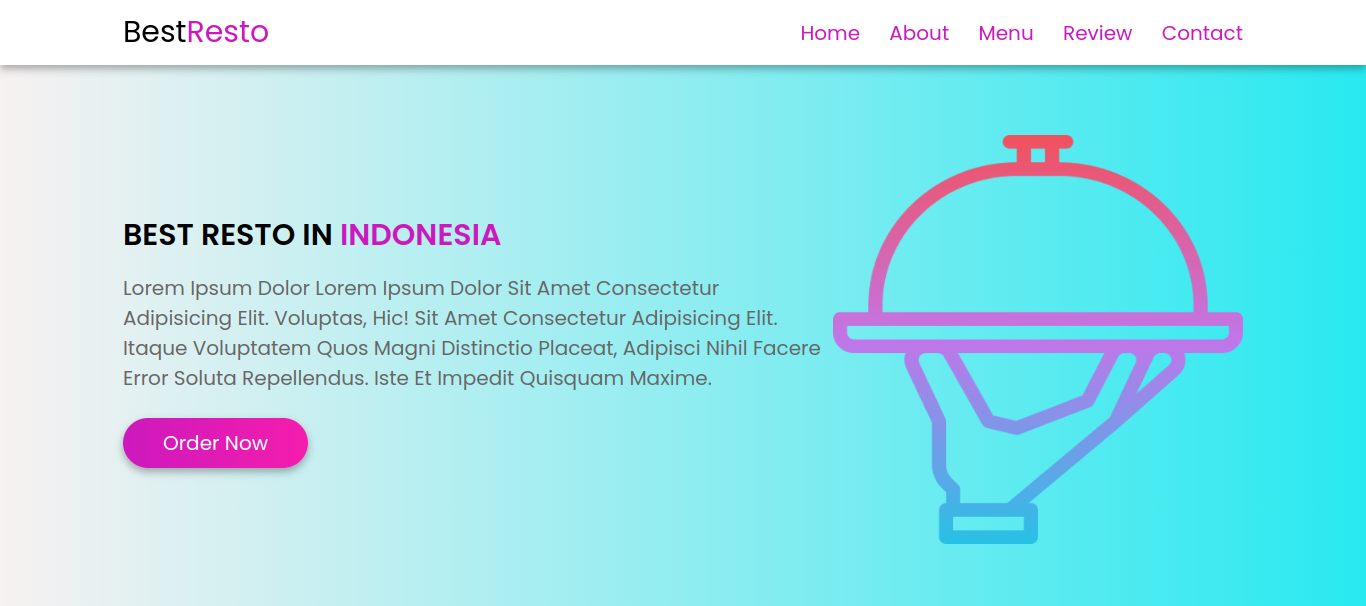 BestResto
Home About Menu Review Contact
BEST RESTO IN INDONESIA
Lorem Ipsum Dolor Lorem Ipsum Dolor Sit Amet Consectetur
Adipisicing Elit. Voluptas, Hic! Sit Amet Consectetur Adipisicing Elit.
Itaque Voluptatem Quos Magni Distinctio Placeat, Adipisci Nihil Facere
Error Soluta Repellendus. Iste Et Impedit Quisquam Maxime.
Order Now